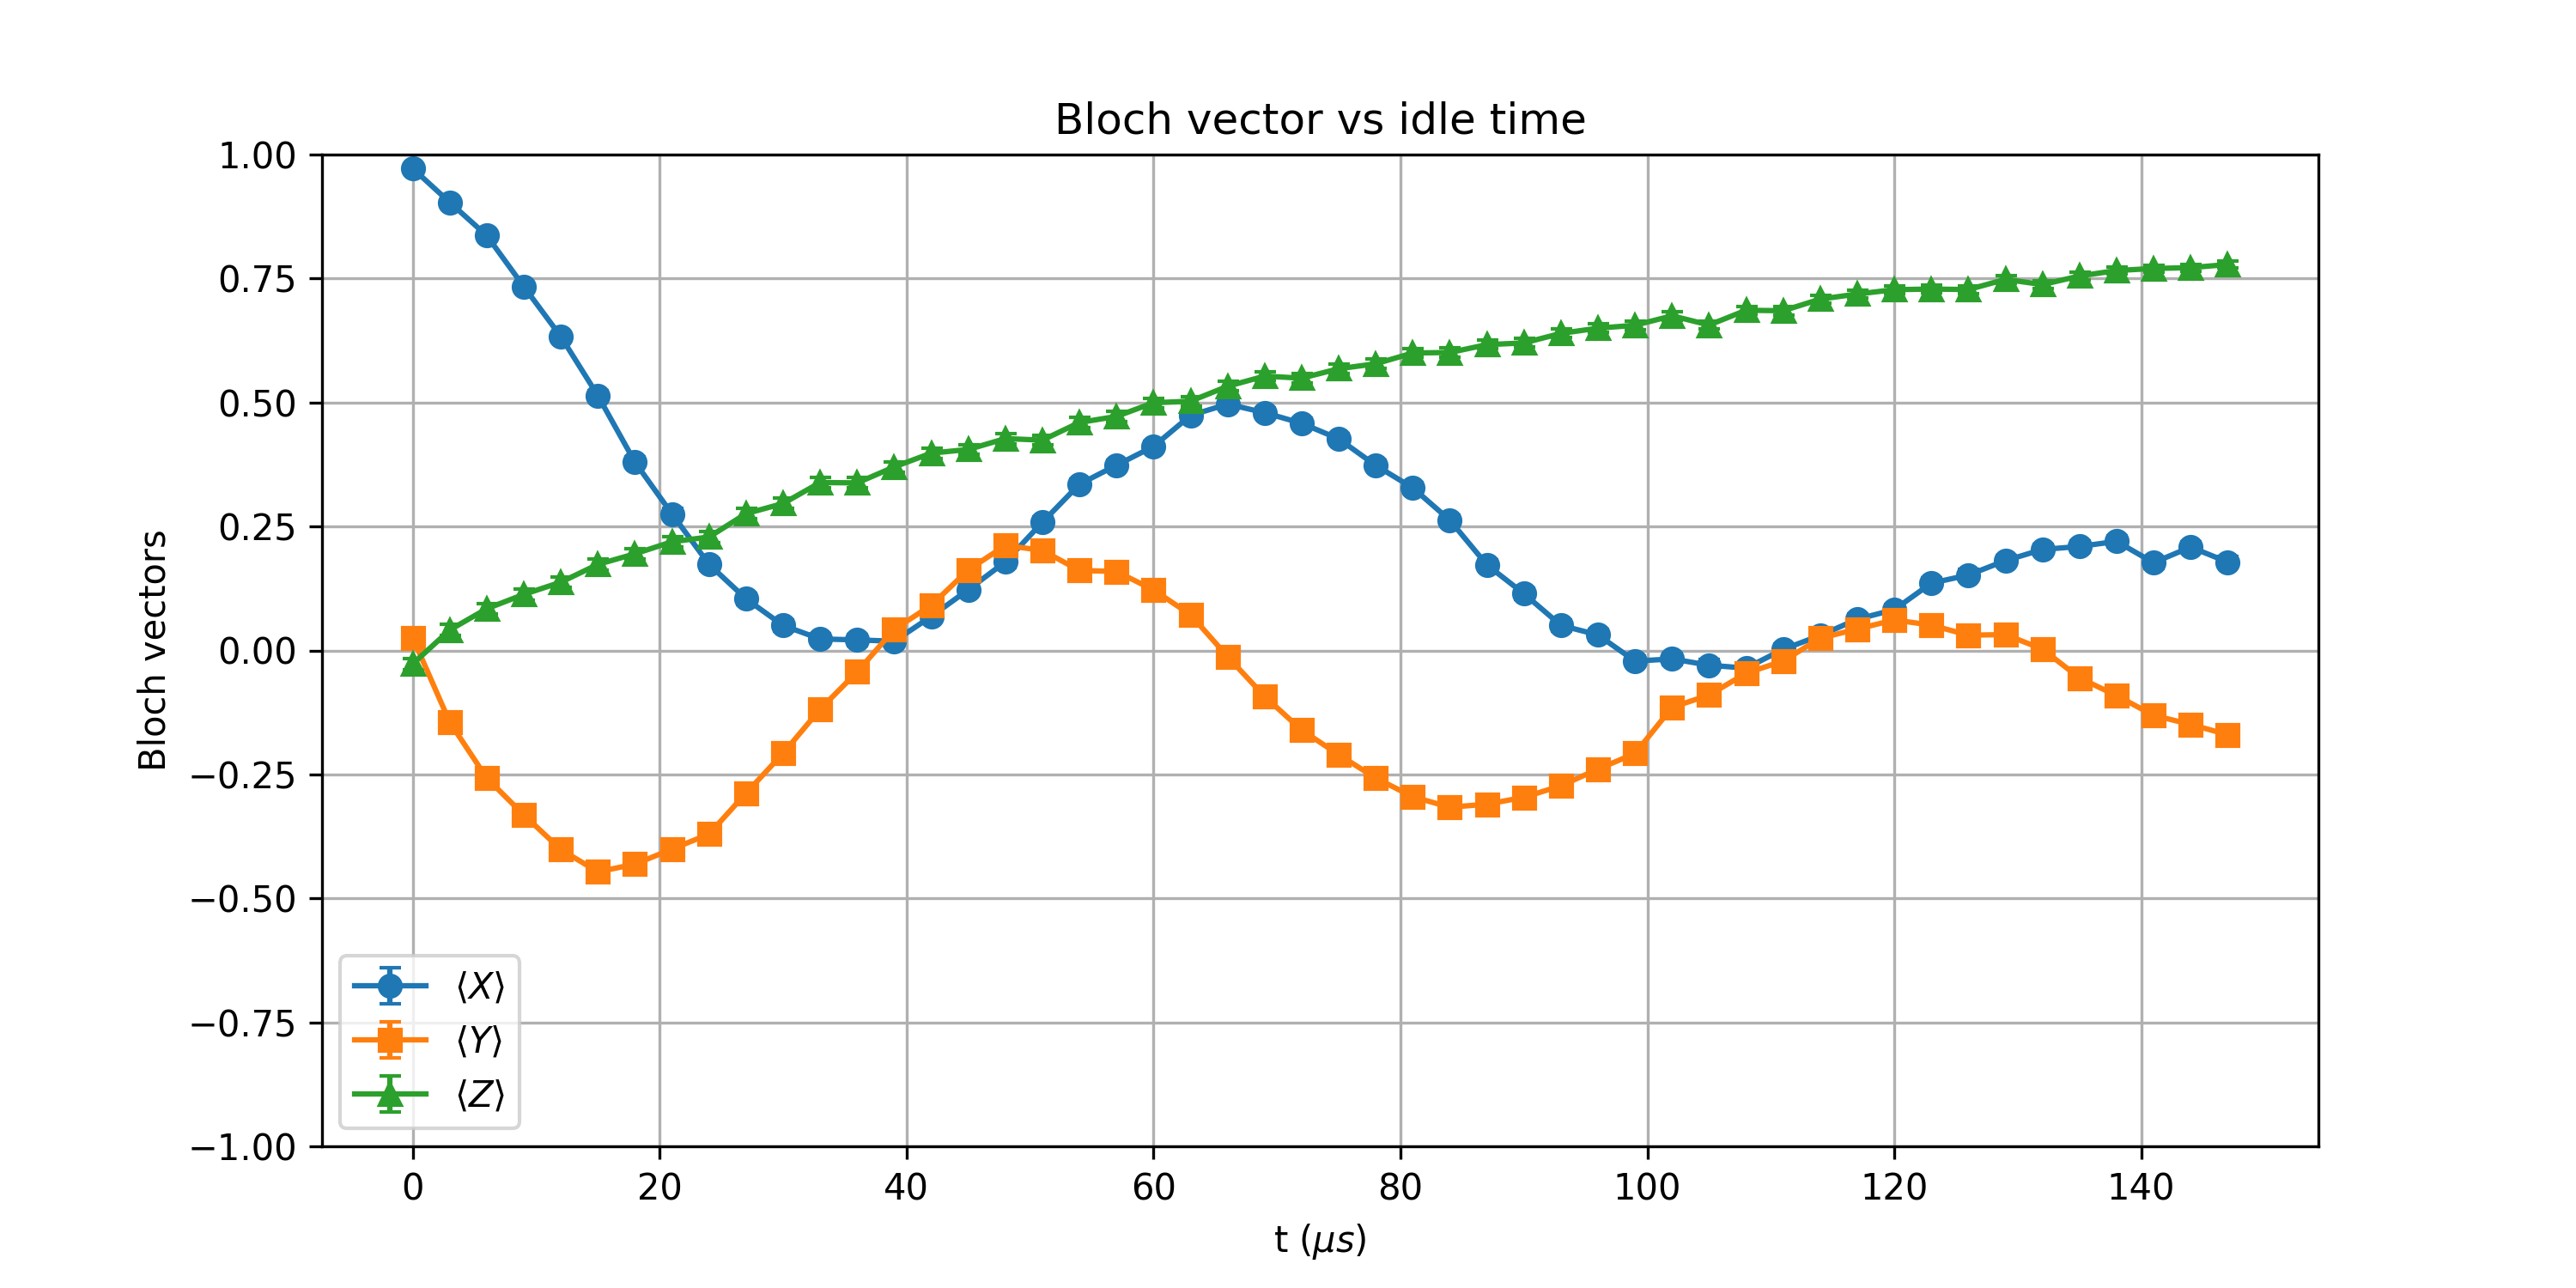 Bloch vector vs idle time
1.00
0.75
0.50
0.25
0.00
−0.25
−0.50
−0.75
−1.00
Bloch vectors
⟨X⟩
⟨Y⟩
⟨Z⟩
0 20 40 60 80 100 120 140
t (μs)